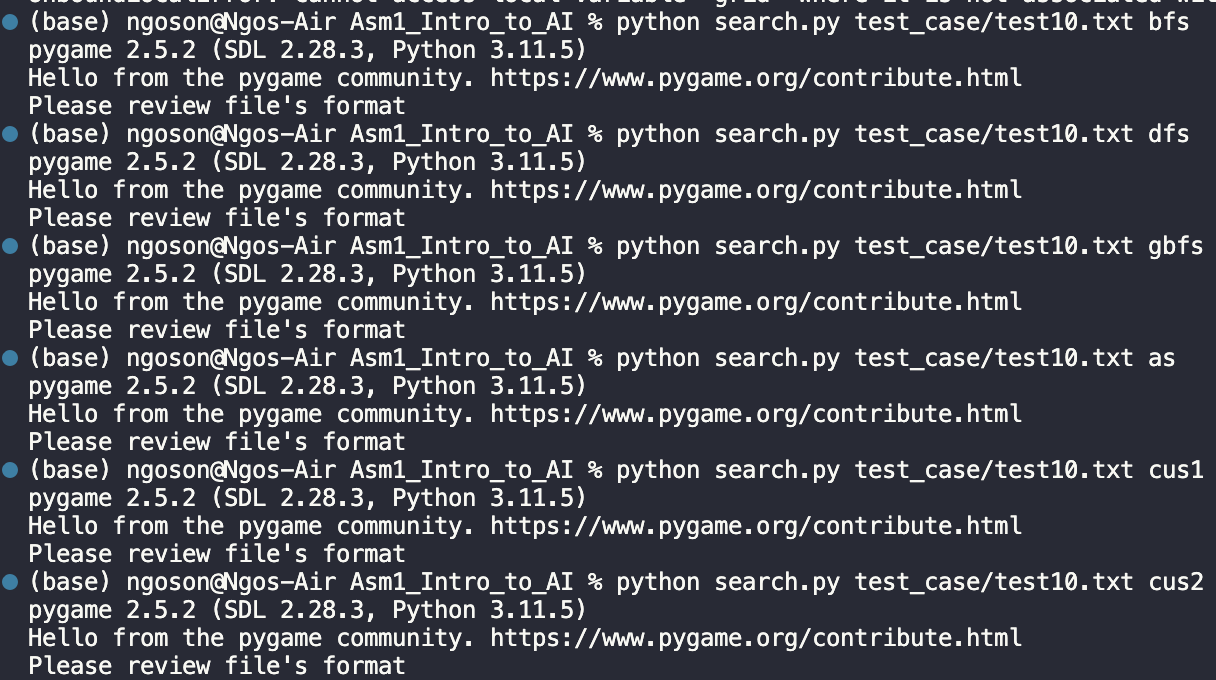 UnboundLocalError: cannot access local variable 'grid' where it is not associated wit
(base) ngoson@Ngos-Air Asm1_Intro_to_AI % python search.py test_case/test10.txt bfs
pygame 2.5.2 (SDL 2.28.3, Python 3.11.5)
Hello from the pygame community. https://www.pygame.org/contribute.html
Please review file's format
(base) ngoson@Ngos-Air Asm1_Intro_to_AI % python search.py test_case/test10.txt dfs
pygame 2.5.2 (SDL 2.28.3, Python 3.11.5)
Hello from the pygame community. https://www.pygame.org/contribute.html
Please review file's format
(base) ngoson@Ngos-Air Asm1_Intro_to_AI % python search.py test_case/test10.txt gbfs
pygame 2.5.2 (SDL 2.28.3, Python 3.11.5)
Hello from the pygame community. https://www.pygame.org/contribute.html
Please review file's format
(base) ngoson@Ngos-Air Asm1_Intro_to_AI % python search.py test_case/test10.txt as
pygame 2.5.2 (SDL 2.28.3, Python 3.11.5)
Hello from the pygame community. https://www.pygame.org/contribute.html
Please review file's format
(base) ngoson@Ngos-Air Asm1_Intro_to_AI % python search.py test_case/test10.txt cus1
pygame 2.5.2 (SDL 2.28.3, Python 3.11.5)
Hello from the pygame community. https://www.pygame.org/contribute.html
Please review file's format
(base) ngoson@Ngos-Air Asm1_Intro_to_AI % python search.py test_case/test10.txt cus2
pygame 2.5.2 (SDL 2.28.3, Python 3.11.5)
Hello from the pygame community. https://www.pygame.org/contribute.html
Please review file's format